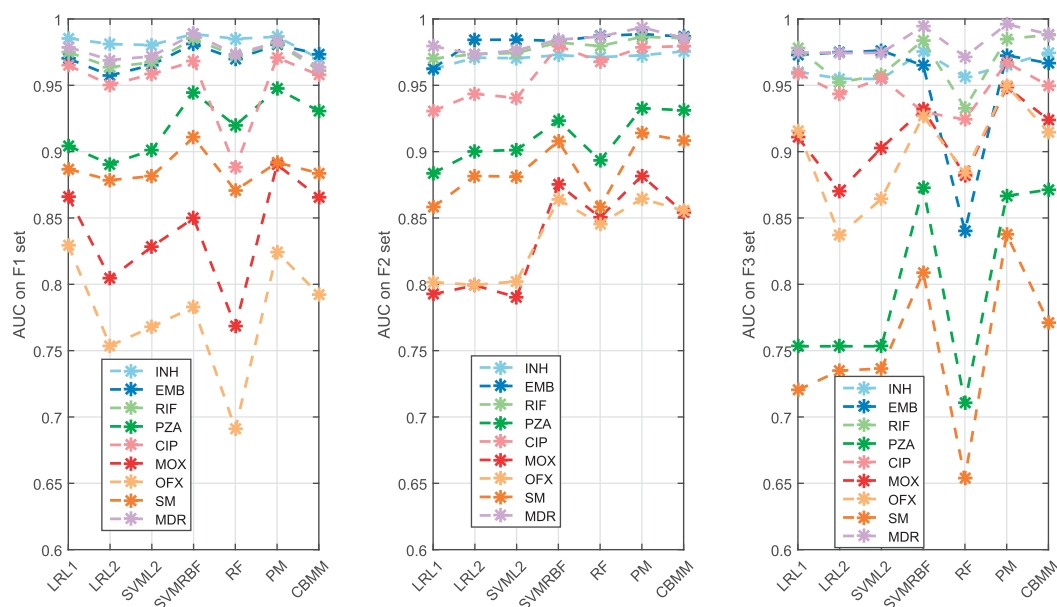 AUC on F1 set
1
0.95
0.9
0.85
0.8
0.75
0.7
0.65
0.6
INH
EMB
RIF
PZA
CIP
MOX
OFX
SM
MDR
LRL1
LRL2
SVML2
SVMRBF
RF
PM
CBMM
AUC on F2 set
1
0.95
0.9
0.85
0.8
0.75
0.7
0.65
0.6
INH
EMB
RIF
PZA
CIP
MOX
OFX
SM
MDR
LRL1
LRL2
SVML2
SVMRBF
RF
PM
CBMM
AUC on F3 set
1
0.95
0.9
0.85
0.8
0.75
0.7
0.65
0.6
INH
EMB
RIF
PZA
CIP
MOX
OFX
SM
MDR
LRL1
LRL2
SVML2
SVMRBF
RF
PM
CBMM